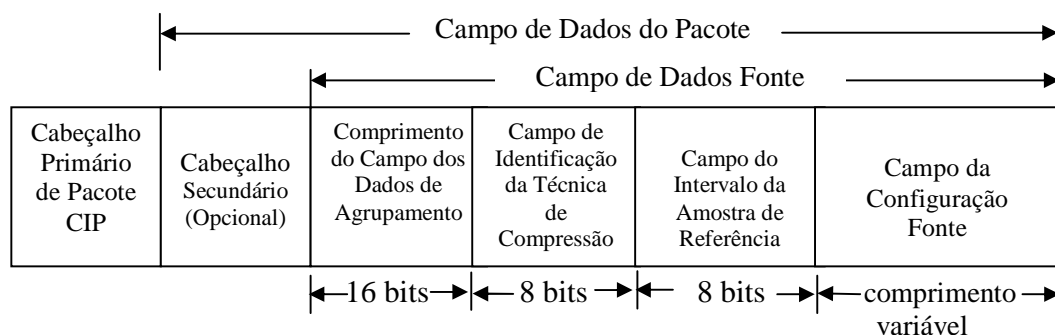 Campo de Dados do Pacote
Campo de Dados Fonte
Cabeçalho
Primário
de Pacote
CIP
Cabeçalho
Secundário
(Opcional)
Comprimento
do Campo dos
Dados de
Agrupamento
Campo de
Identificação
da Técnica
de
Compressão
Campo do
Intervalo da
Amostra de
Referência
Campo da
Configuração
Fonte
16 bits
8 bits
8 bits
comprimento
variável